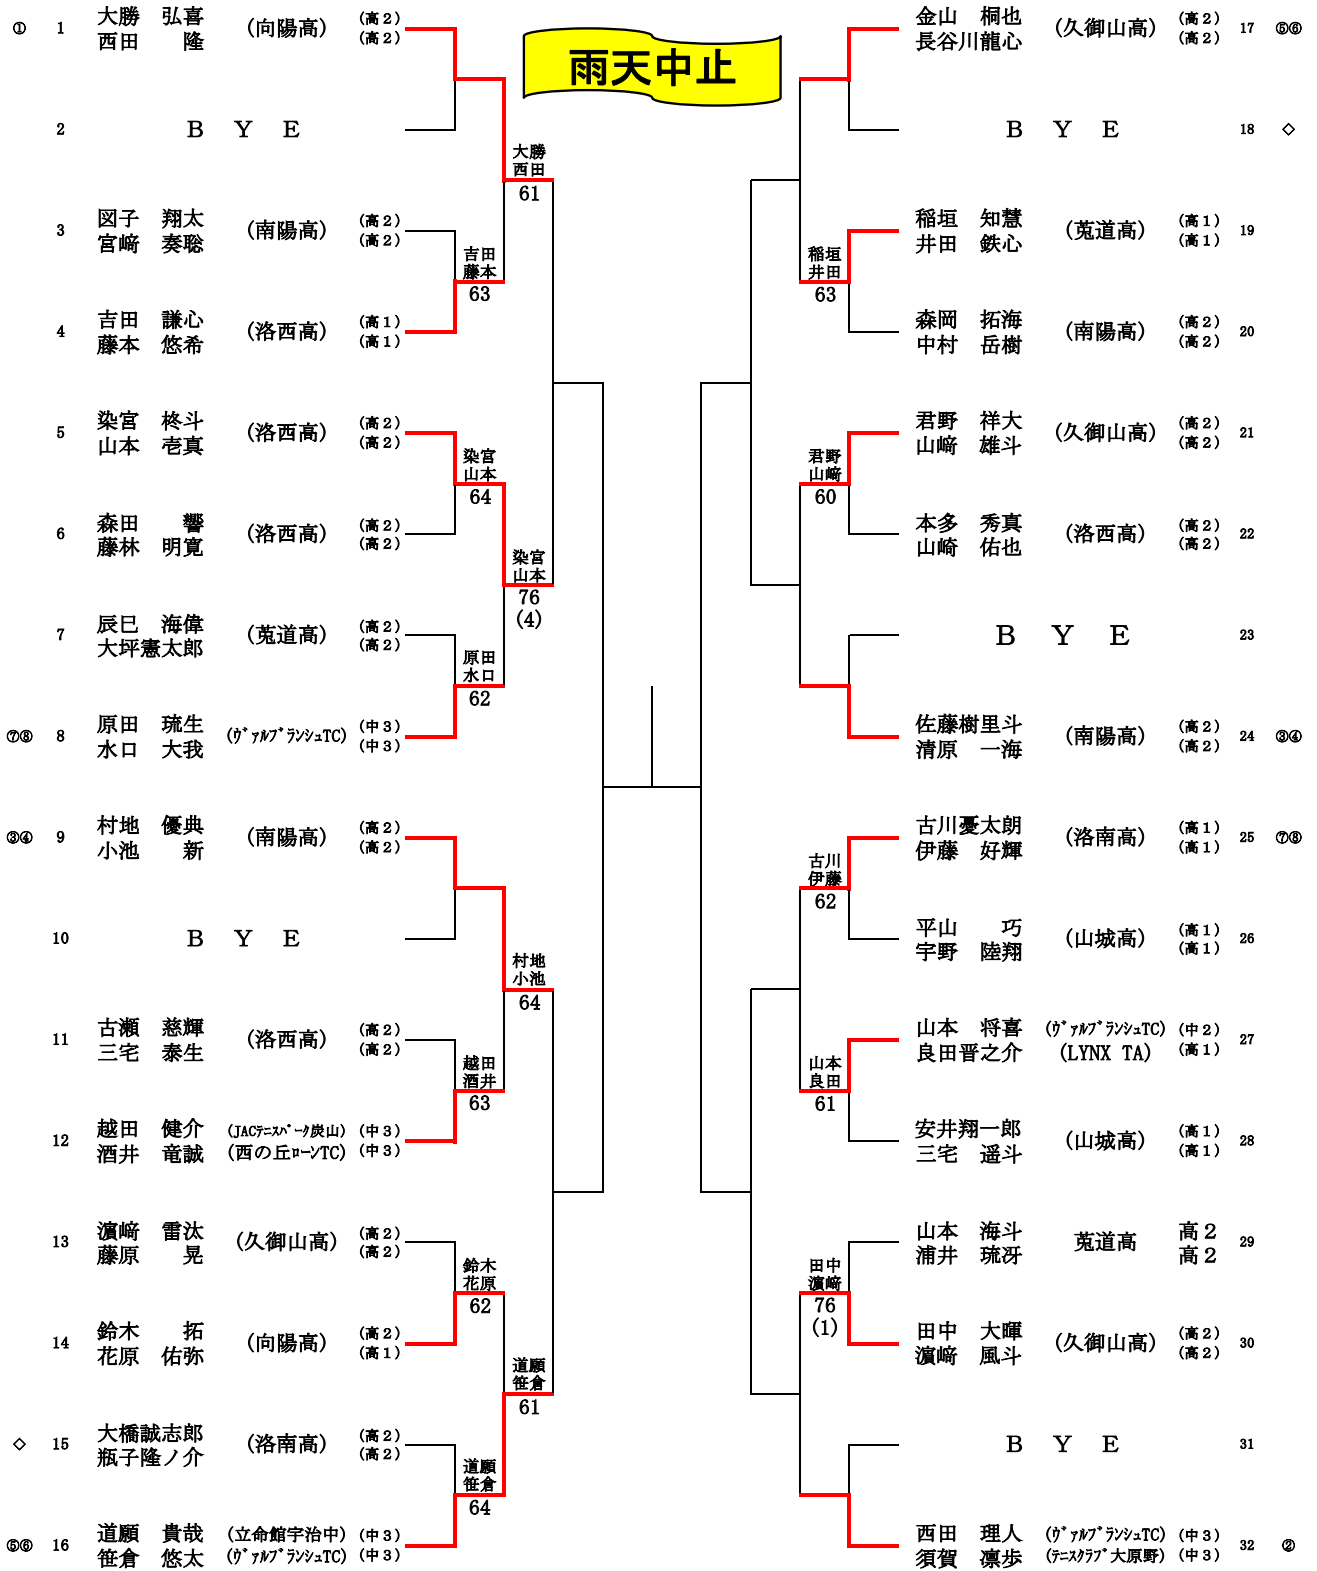 雨天中止
① 1 大勝 弘喜 (向陽高) (高2)
西田 隆 (高2)
2 B Y E
大勝
西田
61
3 図子 翔太 (南陽高) (高2)
宮﨑 奏聡 (高2)
吉田
藤本
63
4 吉田 謙心 (洛西高) (高1)
藤本 悠希 (高1)
5 染宮 柊斗 (洛西高) (高2)
山本 壱真 (高2)
染宮
山本
64
6 森田 響 (洛西高) (高2)
藤林 明寛 (高2)
染宮
山本
76
(4)
7 辰巳 海偉 (莵道高) (高2)
大坪憲太郎 (高2)
原田
水口
62
⑦⑧ 8 原田 琉生 (ヴァルブランシュTC) (中3)
水口 大我 (中3)
③④ 9 村地 優典 (南陽高) (高2)
小池 新 (高2)
10 B Y E
村地
小池
64
11 古瀬 慈輝 (洛西高) (高2)
三宅 泰生 (高2)
越田
酒井
63
12 越田 健介 (JACテニスパーク炭山) (中3)
酒井 竜誠 (西の丘ローンTC) (中3)
13 濵﨑 雷汰 (久御山高) (高2)
藤原 晃 (高2)
鈴木
花原
62
14 鈴木 拓 (向陽高) (高2)
花原 佑弥 (高1)
道願
笹倉
61
◇ 15 大橋誠志郎 (洛南高) (高2)
瓶子隆ノ介 (高2)
道願
笹倉
64
⑤⑥ 16 道願 貴哉 (立命館宇治中) (中3)
笹倉 悠太 (ヴァルブランシュTC) (中3)
金山 桐也 (久御山高) (高2) 17 ⑤⑥
長谷川龍心 (高2)
B Y E 18 ◇
稲垣 知慧 (莵道高) (高1) 19
井田 鉄心 (高1)
稲垣
井田
63
森岡 拓海 (南陽高) (高2) 20
中村 岳樹 (高2)
君野 祥大 (久御山高) (高2) 21
山﨑 雄斗 (高2)
君野
山﨑
60
本多 秀真 (洛西高) (高2) 22
山崎 佑也 (高2)
B Y E 23
佐藤樹里斗 (南陽高) (高2) 24 ③④
清原 一海 (高2)
古川憂太朗 (洛南高) (高1) 25 ⑦⑧
伊藤 好輝 (高1)
古川
伊藤
62
平山 巧 (山城高) (高1) 26
宇野 陸翔 (高1)
山本 将喜 (ヴァルブランシュTC) (中2) 27
良田晋之介 (LYNX TA) (高1)
山本
良田
61
安井翔一郎 (山城高) (高1) 28
三宅 遥斗 (高1)
山本 海斗 莵道高 高2 29
浦井 琉冴 高2
田中
濵﨑
76
(1)
田中 大暉 (久御山高) (高2) 30
濵﨑 風斗 (高2)
B Y E 31
西田 理人 (ヴァルブランシュTC) (中3) 32 ②
須賀 凛歩 (テニスクラブ大原野) (中3)